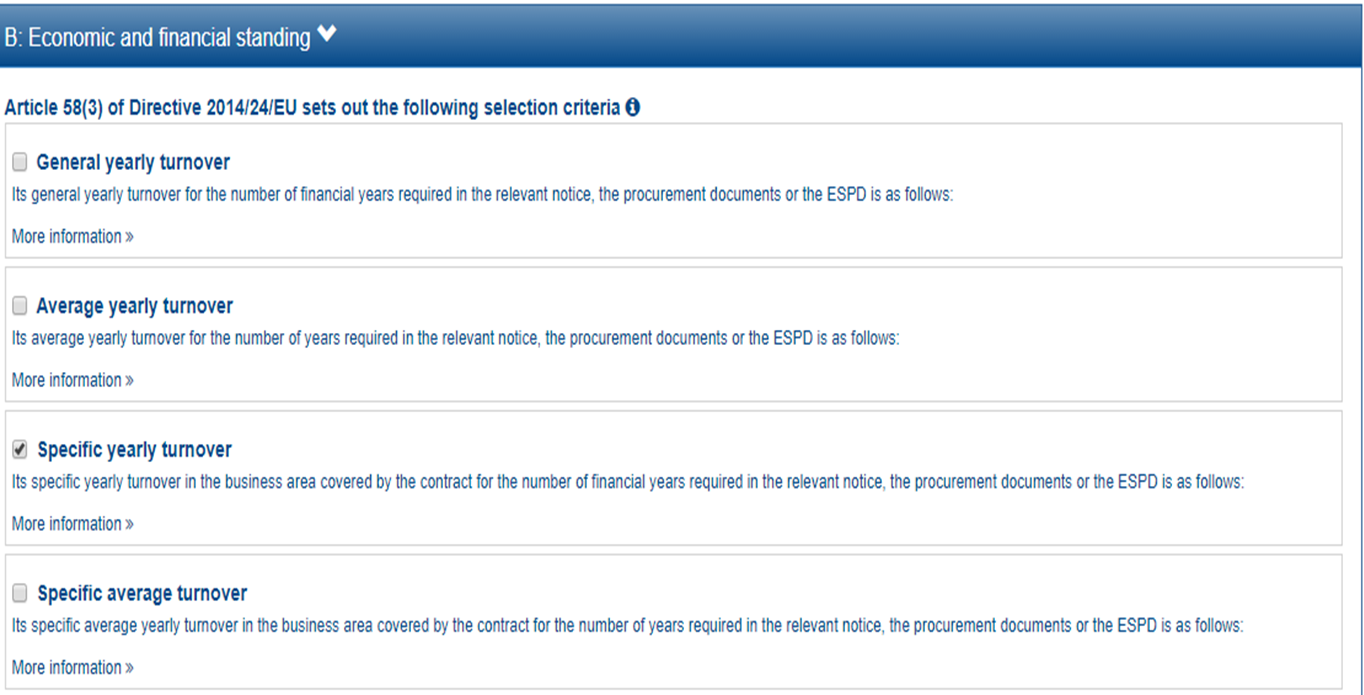 B: Economic and financial standing
Article 58(3) of Directive 2014/24/EU sets out the following selection criteria
General yearly turnover
Its general yearly turnover for the number of financial years required in the relevant notice, the procurement documents or the ESPD is as follows:
More information »
Average yearly turnover
Its average yearly turnover for the number of years required in the relevant notice, the procurement documents or the ESPD is as follows:
More information »
Specific yearly turnover
Its specific yearly turnover in the business area covered by the contract for the number of financial years required in the relevant notice, the procurement documents or the ESPD is as follows:
More information »
Specific average turnover
Its specific average yearly turnover in the business area covered by the contract for the number of years required in the relevant notice, the procurement documents or the ESPD is as follows:
More information »